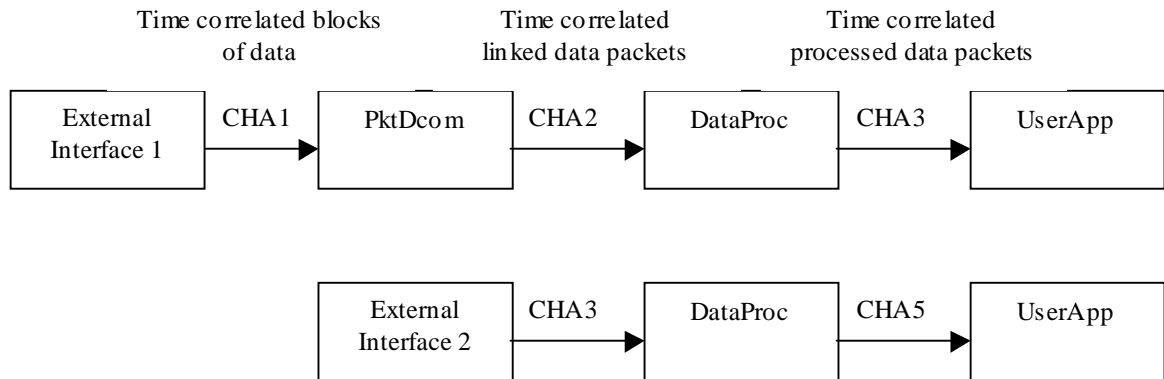 Time correlated blocks of data
Time correlated linked data packets
Time correlated processed data packets
External Interface 1
CHA1
PktDcom
CHA2
DataProc
CHA3
UserApp
External Interface 2
CHA3
DataProc
CHA5
UserApp